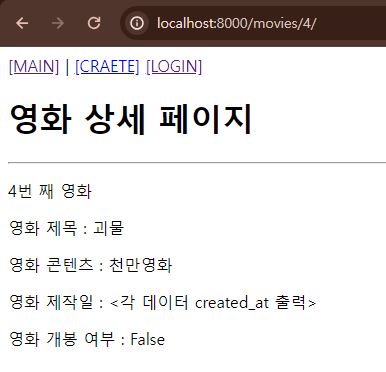 localhost:8000/movies/4/
[MAIN] | [CRAETE] [LOGIN]
영화 상세 페이지
4번 째 영화
영화 제목 : 괴물
영화 콘텐츠 : 천만영화
영화 제작일 : <각 데이터 created_at 출력>
영화 개봉 여부 : False